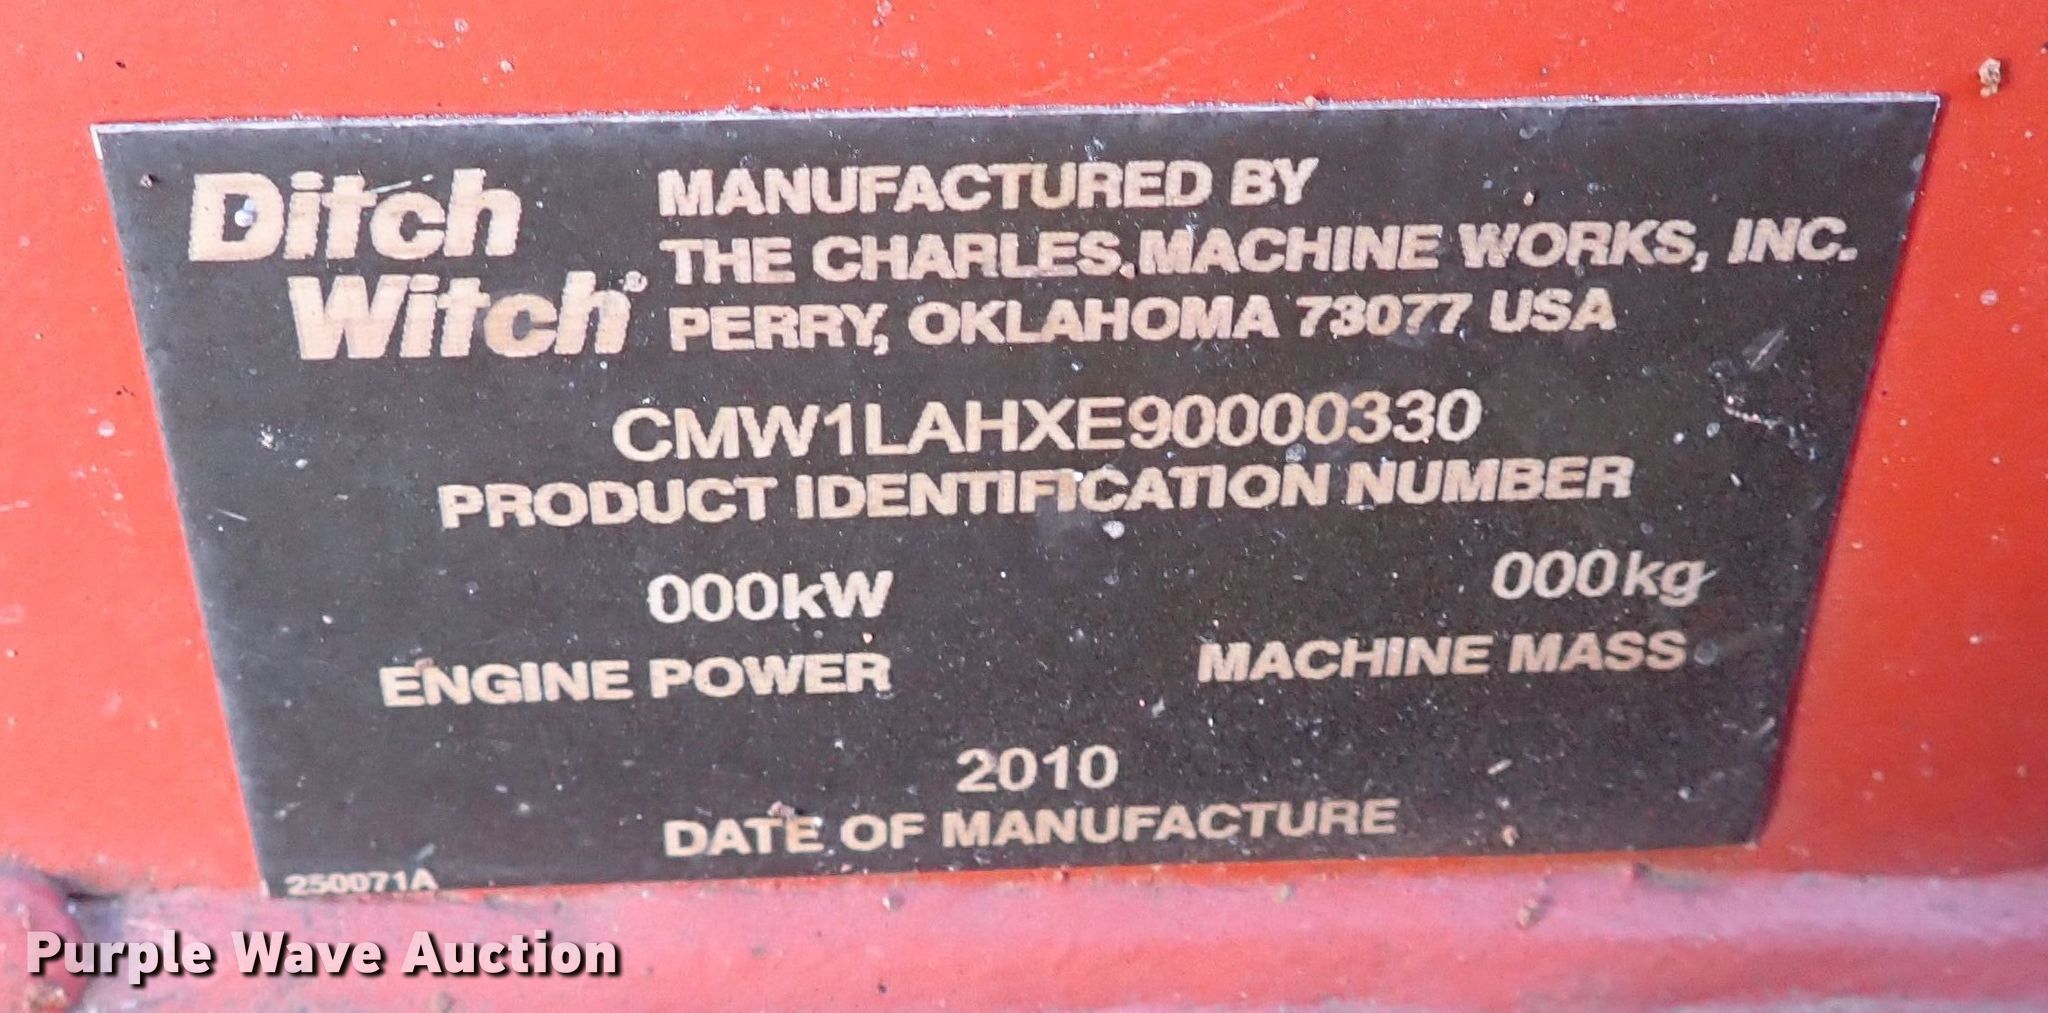 Ditch Witch®
MANUFACTURED BY
THE CHARLES MACHINE WORKS, INC.
PERRY, OKLAHOMA 73077 USA
CMW1LAHXE90000330
PRODUCT IDENTIFICATION NUMBER
000kW
ENGINE POWER
000kg
MACHINE MASS
2010
DATE OF MANUFACTURE
250071A
Purple Wave Auction